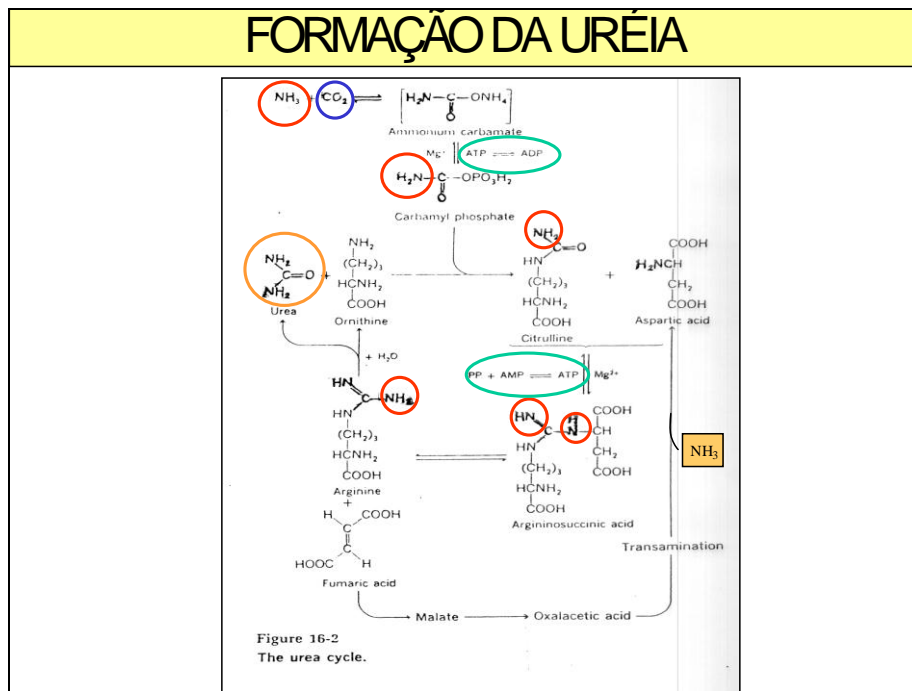 FORMAÇÃO DA URÉIA
NH₃ + CO₂ ⇌ [H₂N—C—ONH₄]
O
Ammonium carbamate
Mg⁺ ATP ⇌ ADP
H₂N—C—OPO₃H₂
O
Carbamyl phosphate
NH₂
C=O
NH₂
Urea
+
NH₂
(CH₂)₃
HCNH₂
COOH
Ornithine
NH₂
C=O
HN
(CH₂)₃
HCNH₂
COOH
Citrulline
+
COOH
H₂NCH
CH₂
COOH
Aspartic acid
+ H₂O
PP + AMP ⇌ ATP Mg²⁺
HN
C—NH₂
HN
(CH₂)₃
HCNH₂
COOH
Arginine
+
HN H COOH
C—N—CH
HN CH₂
(CH₂)₃ COOH
HCNH₂
COOH
Argininosuccinic acid
NH₃
Transamination
H COOH
C
C
HOOC H
Fumaric acid
Malate → Oxalacetic acid
Figure 16-2
The urea cycle.